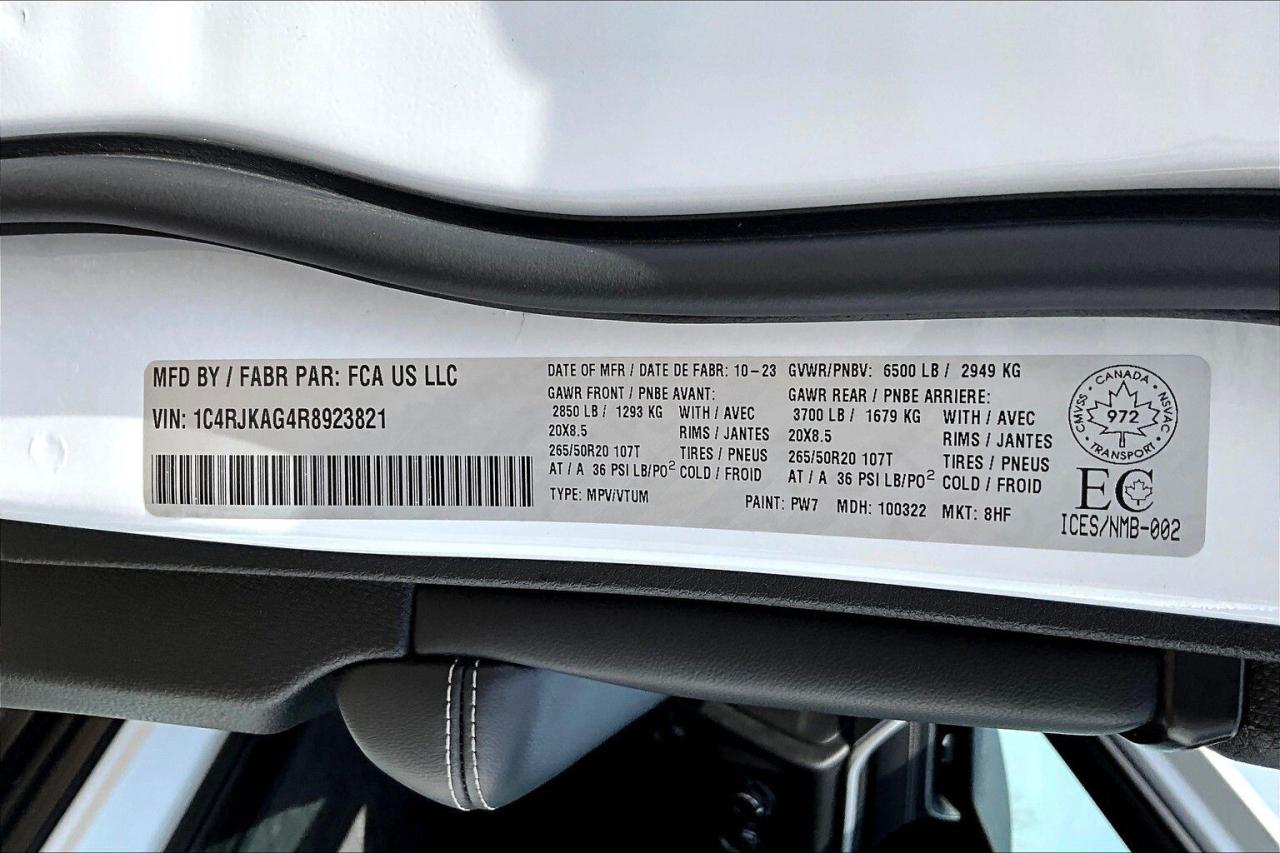 MFD BY / FABR PAR: FCA US LLC
VIN: 1C4RJKAG4R8923821
DATE OF MFR / DATE DE FABR: 10-23
GAWR FRONT / PNBE AVANT:
2850 LB / 1293 KG WITH / AVEC
20X8.5 RIMS / JANTES
265/50R20 107T TIRES / PNEUS
AT / A 36 PSI LB/PO² COLD / FROID
TYPE: MPV/VTUM
GVWR/PNBV: 6500 LB / 2949 KG
GAWR REAR / PNBE ARRIERE:
3700 LB / 1679 KG WITH / AVEC
20X8.5 RIMS / JANTES
265/50R20 107T TIRES / PNEUS
AT / A 36 PSI LB/PO² COLD / FROID
PAINT: PW7 MDH: 100322 MKT: 8HF
CANADA
CMVSS NSVAC
972
TRANSPORT
EC
ICES/NMB-002